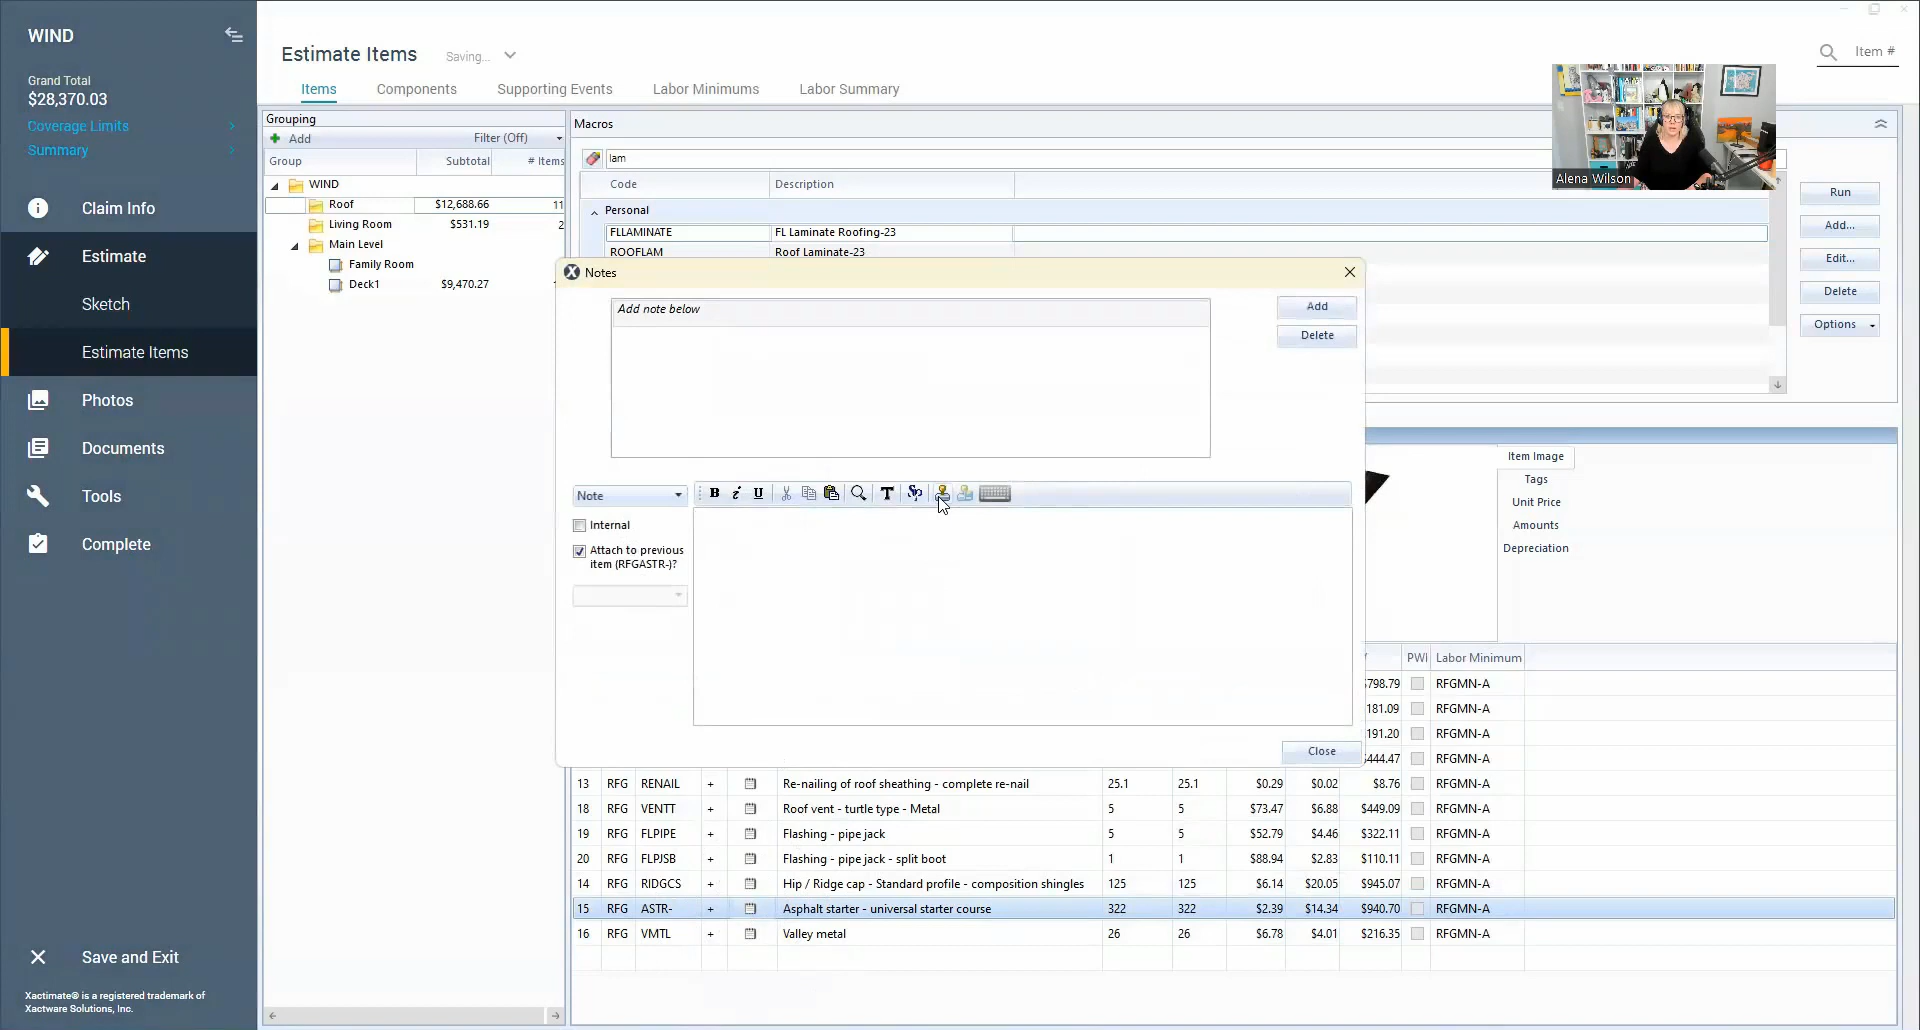 WIND
Grand Total
$28,370.03
Coverage Limits
Summary
Claim Info
Estimate
Sketch
Estimate Items
Photos
Documents
Tools
Complete
Save and Exit
Xactimate® is a registered trademark of
Xactware Solutions, Inc.
Estimate Items
Saving...
Item #
Items
Components
Supporting Events
Labor Minimums
Labor Summary
Grouping
Add
Filter (Off)
Group
Subtotal
# Items
WIND
Roof $12,688.66 11
Living Room $531.19 2
Main Level
Family Room
Deck1 $9,470.27
Macros
lam
Code Description
Personal
FLLAMINATE FL Laminate Roofing-23
ROOFLAM Roof Laminate-23
Alena Wilson
Run
Add...
Edit...
Delete
Options
Notes
Add note below
Add
Delete
Note
B i U
Internal
Attach to previous
item (RFGASTR-)?
Close
Item Image
Tags
Unit Price
Amounts
Depreciation
PWI Labor Minimum
$798.79 RFGMN-A
181.09 RFGMN-A
191.20 RFGMN-A
$444.47 RFGMN-A
13 RFG RENAIL + Re-nailing of roof sheathing - complete re-nail 25.1 25.1 $0.29 $0.02 $8.76 RFGMN-A
18 RFG VENTT + Roof vent - turtle type - Metal 5 5 $73.47 $6.88 $449.09 RFGMN-A
19 RFG FLPIPE + Flashing - pipe jack 5 5 $52.79 $4.46 $322.11 RFGMN-A
20 RFG FLPJSB + Flashing - pipe jack - split boot 1 1 $88.94 $2.83 $110.11 RFGMN-A
14 RFG RIDGCS + Hip / Ridge cap - Standard profile - composition shingles 125 125 $6.14 $20.05 $945.07 RFGMN-A
15 RFG ASTR- + Asphalt starter - universal starter course 322 322 $2.39 $14.34 $940.70 RFGMN-A
16 RFG VMTL + Valley metal 26 26 $6.78 $4.01 $216.35 RFGMN-A